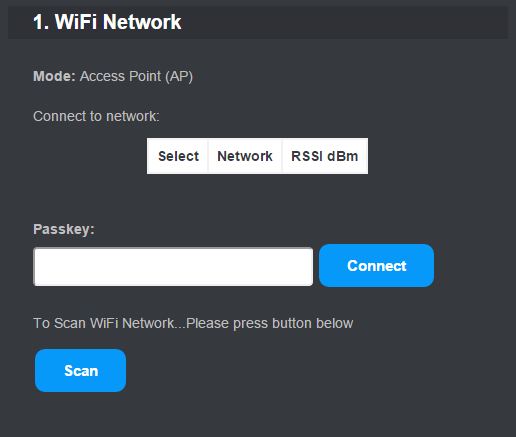 1. WiFi Network
Mode: Access Point (AP)
Connect to network:
Select Network RSSI dBm
Passkey:
Connect
To Scan WiFi Network...Please press button below
Scan